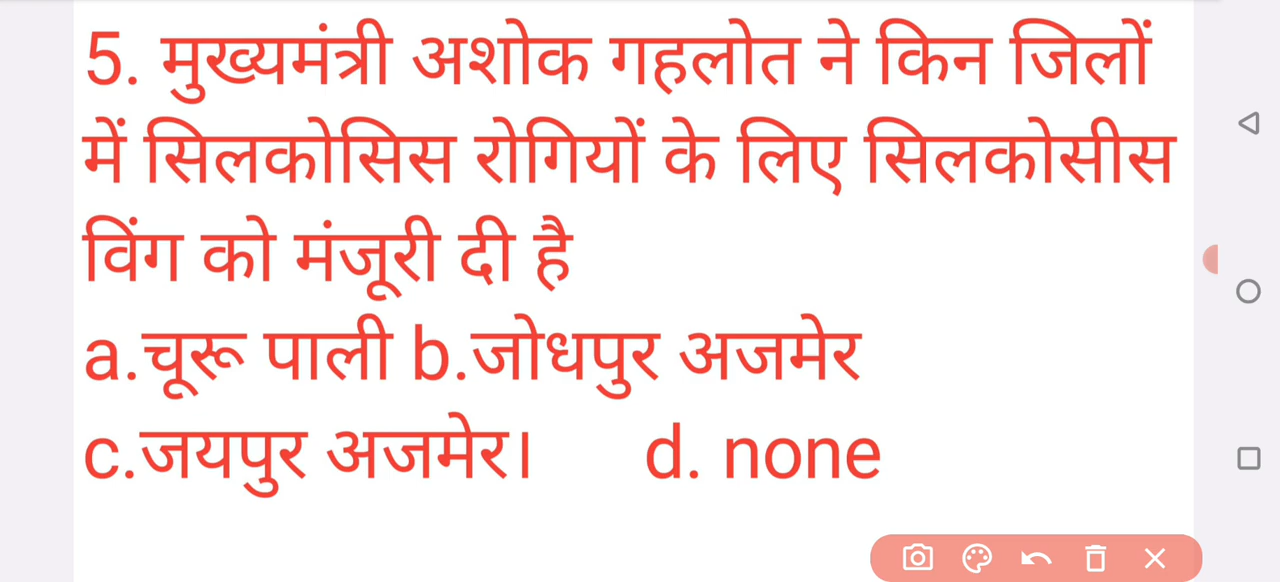 5. मुख्यमंत्री अशोक गहलोत ने किन जिलों
में सिलकोसिस रोगियों के लिए सिलकोसीस
विंग को मंजूरी दी है
a.चूरू पाली b.जोधपुर अजमेर
c.जयपुर अजमेर। d. none